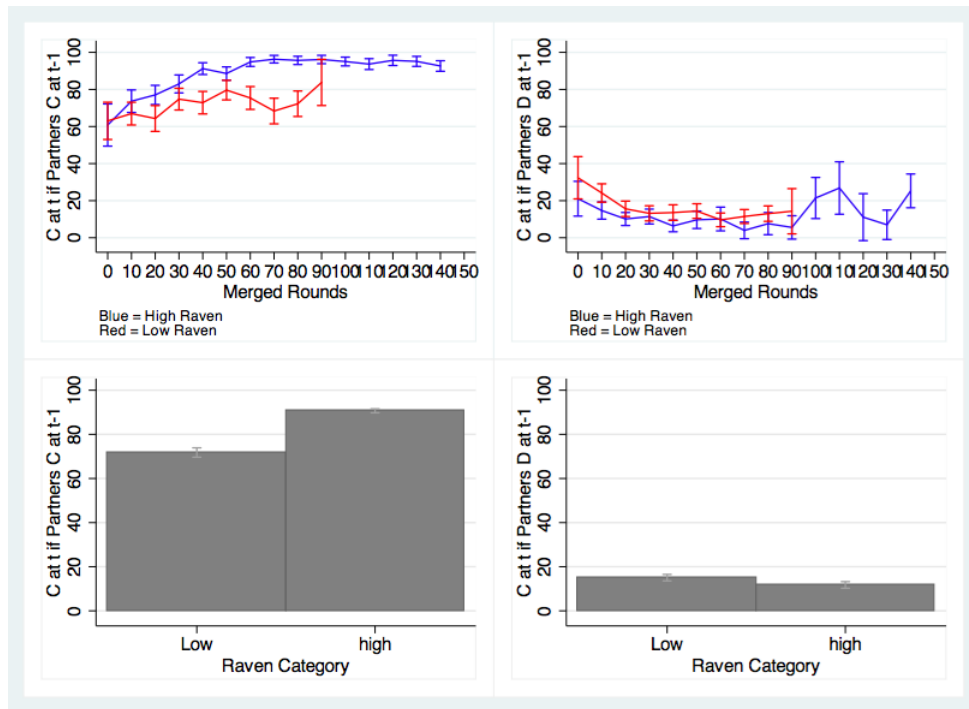 C at t if Partners C at t-1
100
80
60
40
20
0
0 10 20 30 40 50 60 70 80 90 100 110 120 130 140 150
Merged Rounds
Blue = High Raven
Red = Low Raven
C at t if Partners D at t-1
100
80
60
40
20
0
0 10 20 30 40 50 60 70 80 90 100 110 120 130 140 150
Merged Rounds
Blue = High Raven
Red = Low Raven
C at t if Partners C at t-1
100
80
60
40
20
0
Low high
Raven Category
C at t if Partners D at t-1
100
80
60
40
20
0
Low high
Raven Category